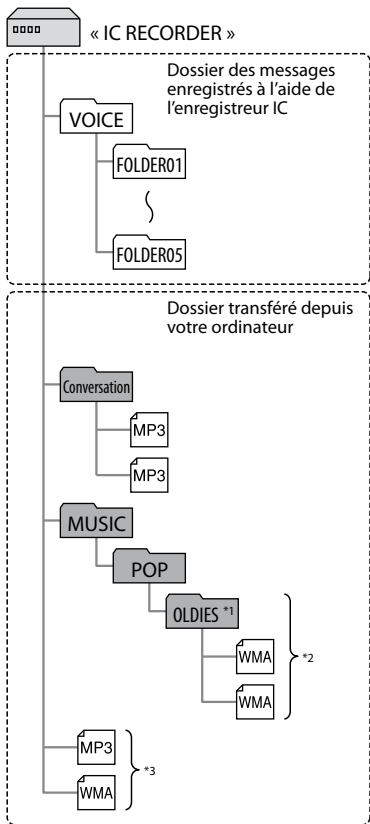 « IC RECORDER »
Dossier des messages
enregistrés à l'aide de
l'enregistreur IC
VOICE
FOLDER01
FOLDER05
Dossier transféré depuis
votre ordinateur
Conversation
MP3
MP3
MUSIC
POP
OLDIES *1
WMA
*2
WMA
MP3
*3
WMA